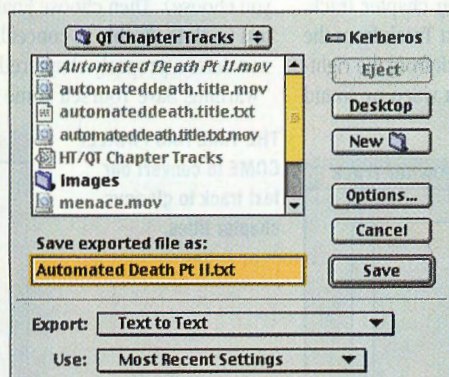 QT Chapter Tracks
Kerberos
Automated Death Pt II.mov
automateddeath.title.mov
automateddeath.title.txt
automateddeath.title.txt.mov
HT/QT Chapter Tracks
Images
menace.mov
Eject
Desktop
New
Options...
Cancel
Save
Save exported file as:
Automated Death Pt II.txt
Export: Text to Text
Use: Most Recent Settings